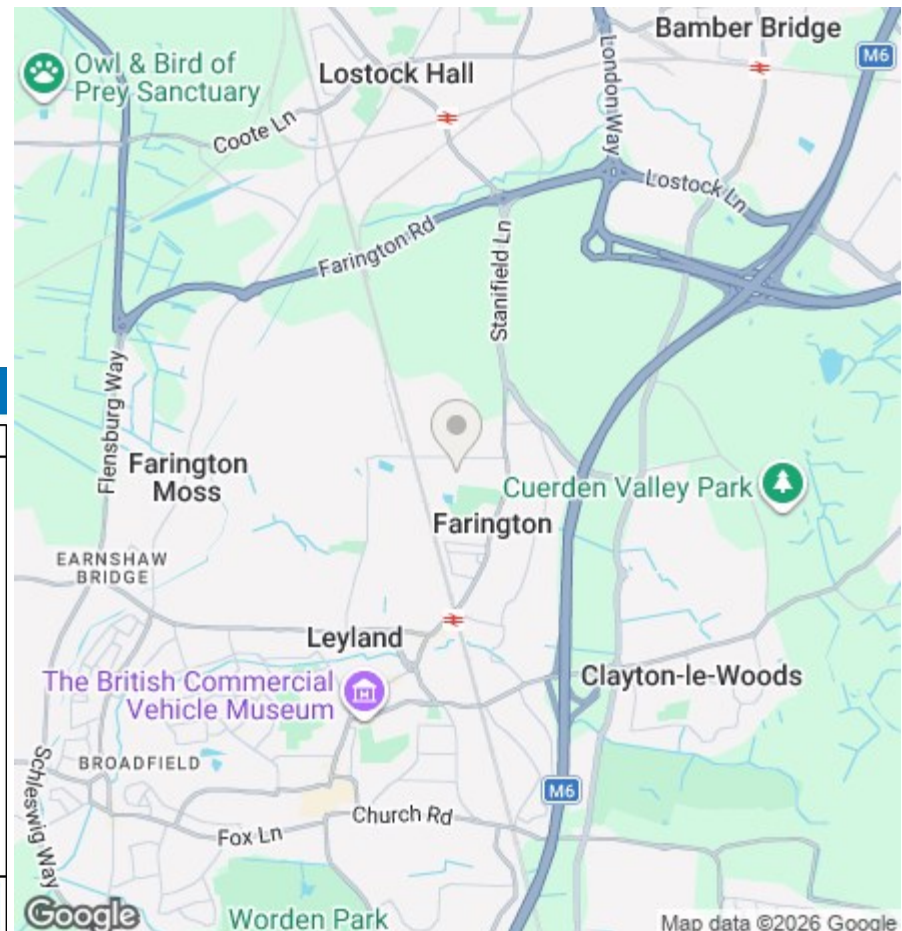 Bamber Bridge
M6
Owl & Bird of
Prey Sanctuary
Lostock Hall
London Way
Coote Ln
Lostock Ln
Farington Rd
Stanifield Ln
Flensburg Way
Farington
Moss
Cuerden Valley Park
Farington
EARNSHAW
BRIDGE
Leyland
Clayton-le-Woods
The British Commercial
Vehicle Museum
BROADFIELD
Schleswig Way
M6
Church Rd
Fox Ln
Google
Worden Park
Map data ©2026 Google